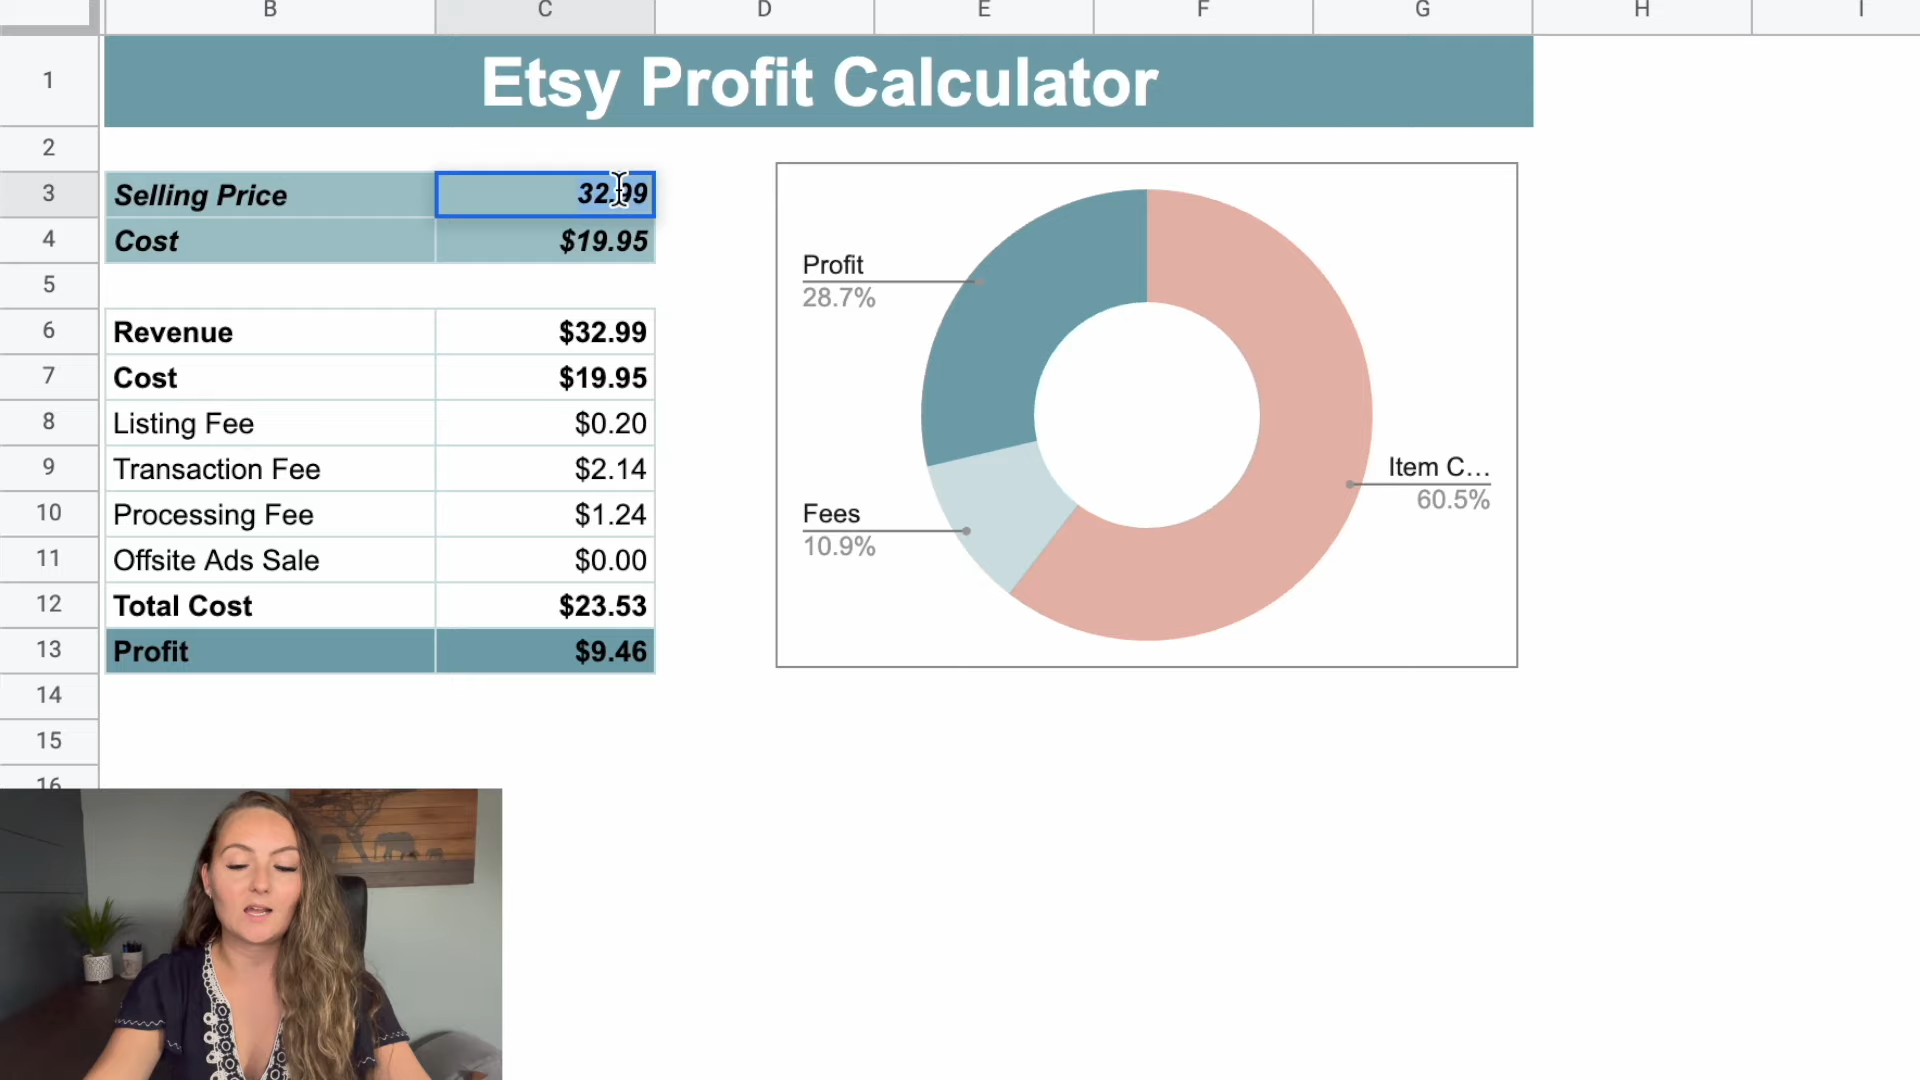 B C D E F G H I
1 Etsy Profit Calculator
2
3 Selling Price 32.99
4 Cost $19.95
5
6 Revenue $32.99
7 Cost $19.95
8 Listing Fee $0.20
9 Transaction Fee $2.14
10 Processing Fee $1.24
11 Offsite Ads Sale $0.00
12 Total Cost $23.53
13 Profit $9.46
14
15
16
Profit
28.7%
Item C...
60.5%
Fees
10.9%